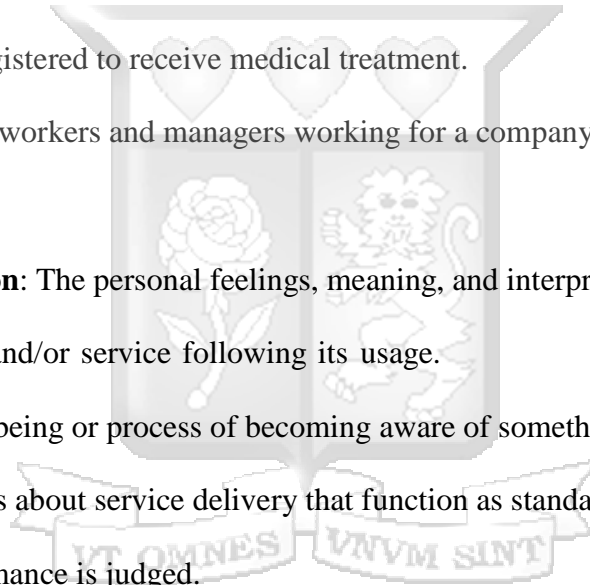 gistered to receive medical treatment.
workers and managers working for a company
on: The personal feelings, meaning, and interpr
and/or service following its usage.
being or process of becoming aware of someth
s about service delivery that function as standa
VT OMNES VNVM SINT
mance is judged.